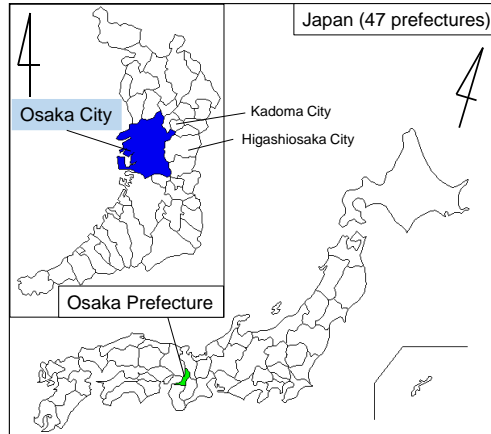 Japan (47 prefectures)
Osaka City
Kadoma City
Higashiosaka City
Osaka Prefecture